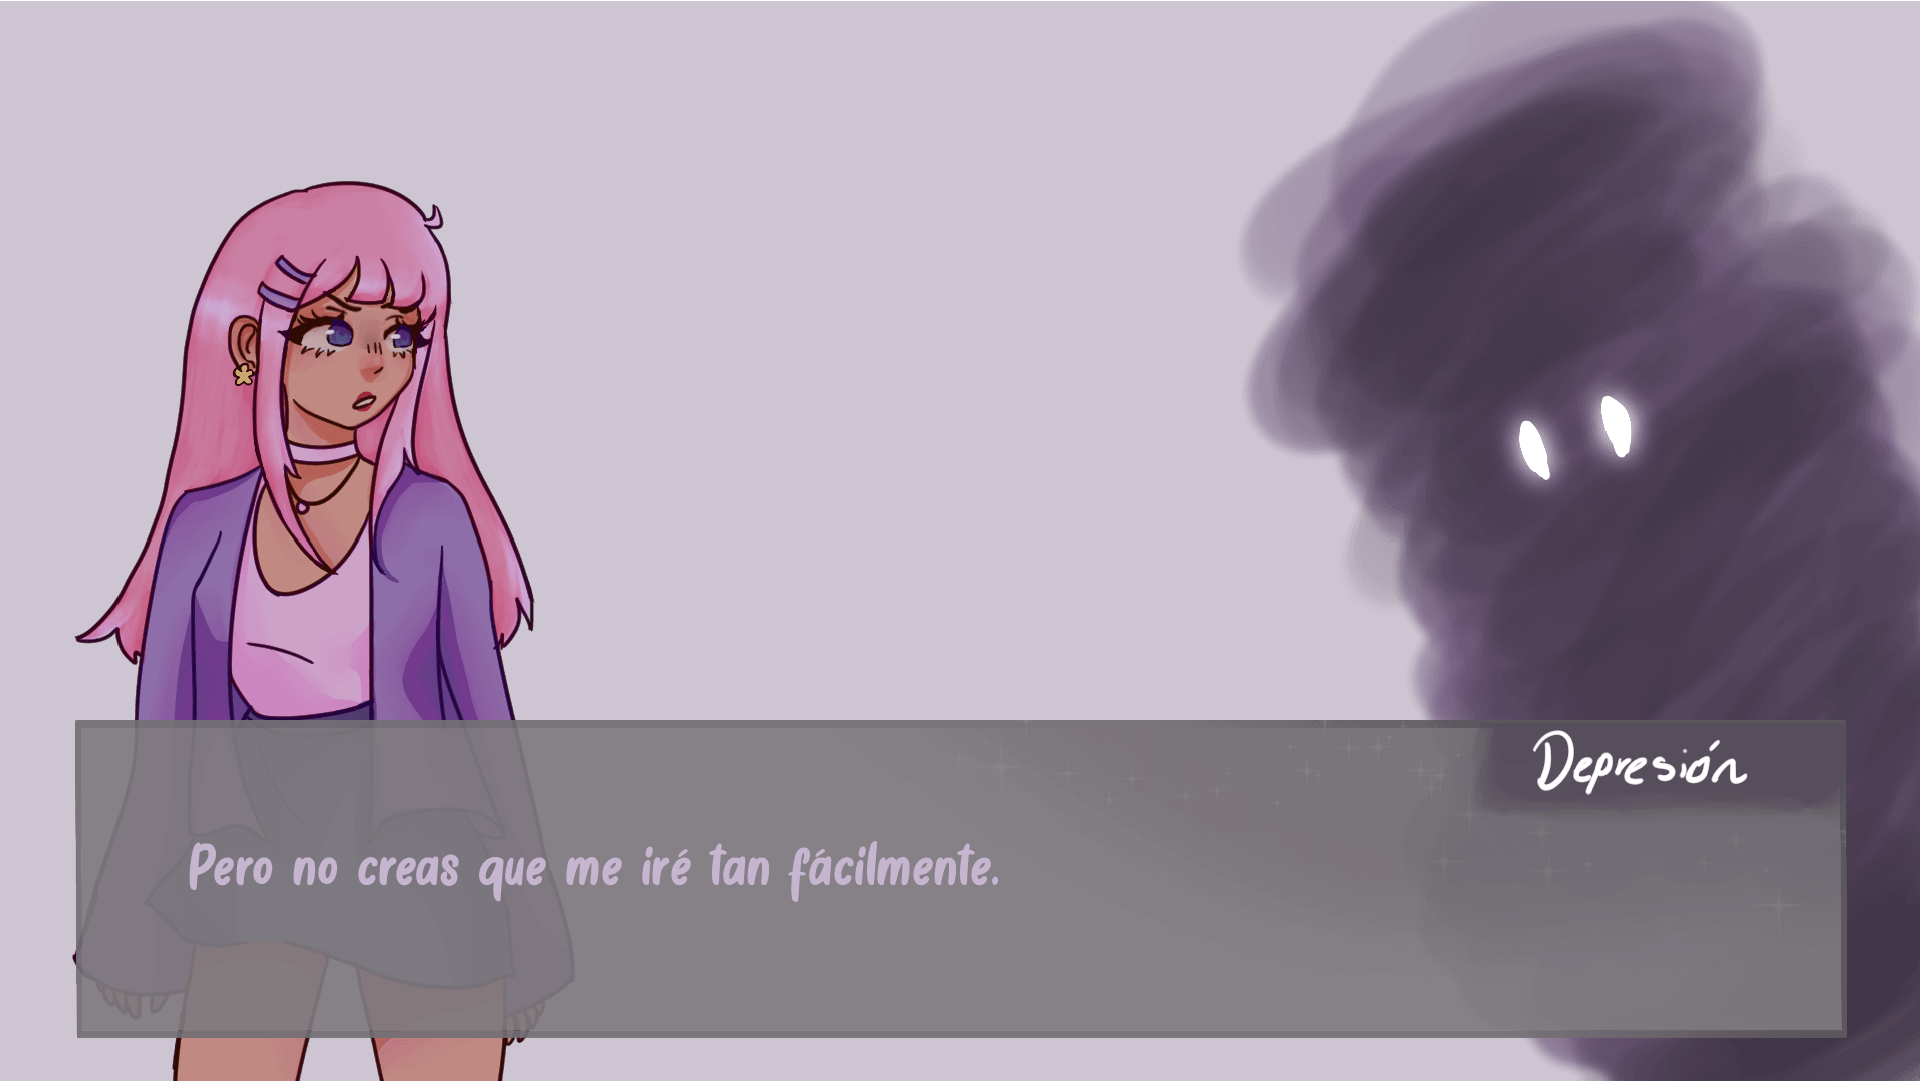 Depresión
Pero no creas que me iré tan fácilmente.